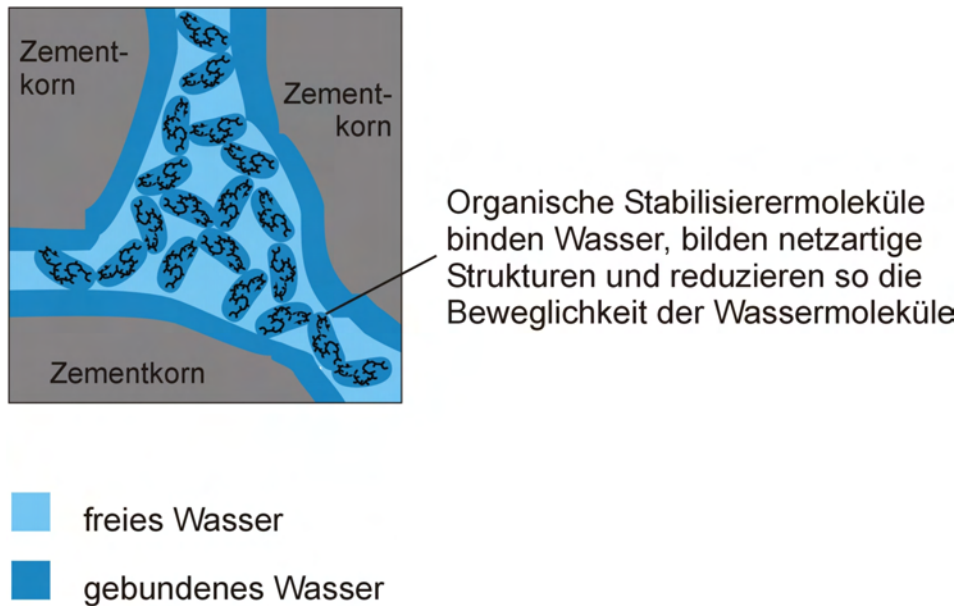 Zement-
korn
Zement-
korn
Organische Stabilisierermoleküle
binden Wasser, bilden netzartige
Strukturen und reduzieren so die
Beweglichkeit der Wassermoleküle
Zementkorn
freies Wasser
gebundenes Wasser